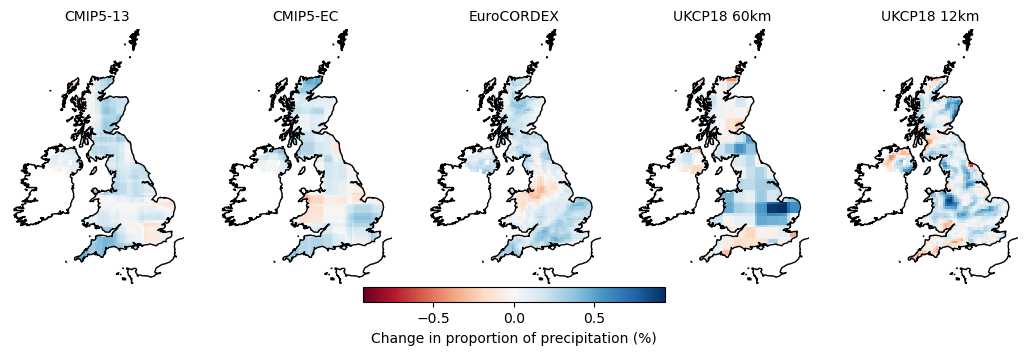 CMIP5-13
CMIP5-EC
EuroCORDEX
UKCP18 60km
UKCP18 12km
−0.5
0.0
0.5
Change in proportion of precipitation (%)